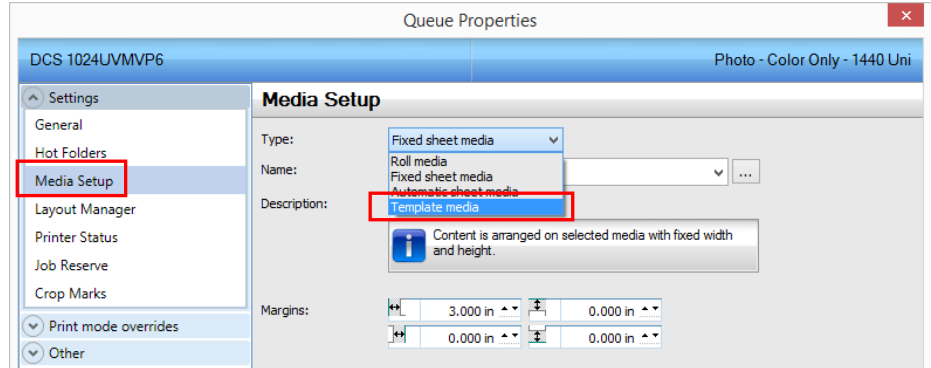 Queue Properties
DCS 1024UVMVP6 Photo - Color Only - 1440 Uni
Settings
General
Hot Folders
Media Setup
Layout Manager
Printer Status
Job Reserve
Crop Marks
Print mode overrides
Other
Media Setup
Type: Fixed sheet media
Roll media
Fixed sheet media
Automatic sheet media
Template media
Name: ...
Description:
Content is arranged on selected media with fixed width
and height.
Margins: 3.000 in 0.000 in
0.000 in 0.000 in